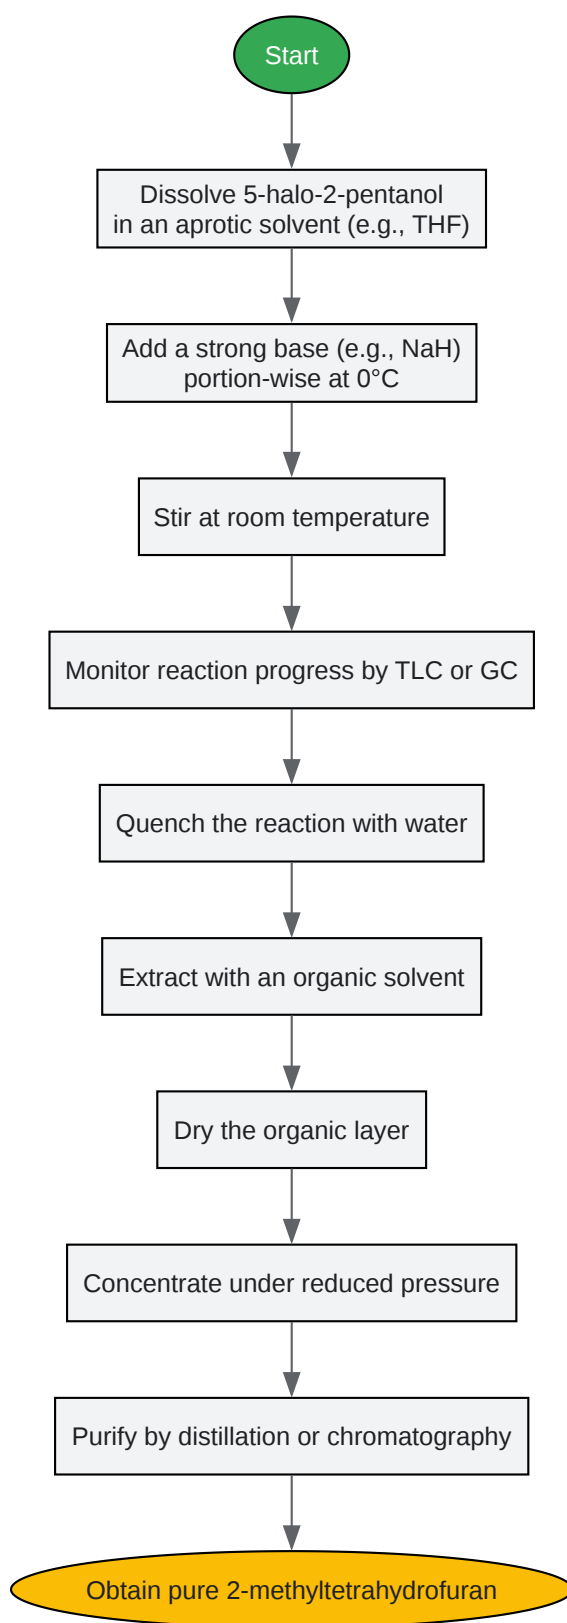 Start
Dissolve 5-halo-2-pentanol
in an aprotic solvent (e.g., THF)
Add a strong base (e.g., NaH)
portion-wise at 0°C
Stir at room temperature
Monitor reaction progress by TLC or GC
Quench the reaction with water
Extract with an organic solvent
Dry the organic layer
Concentrate under reduced pressure
Purify by distillation or chromatography
Obtain pure 2-methyltetrahydrofuran